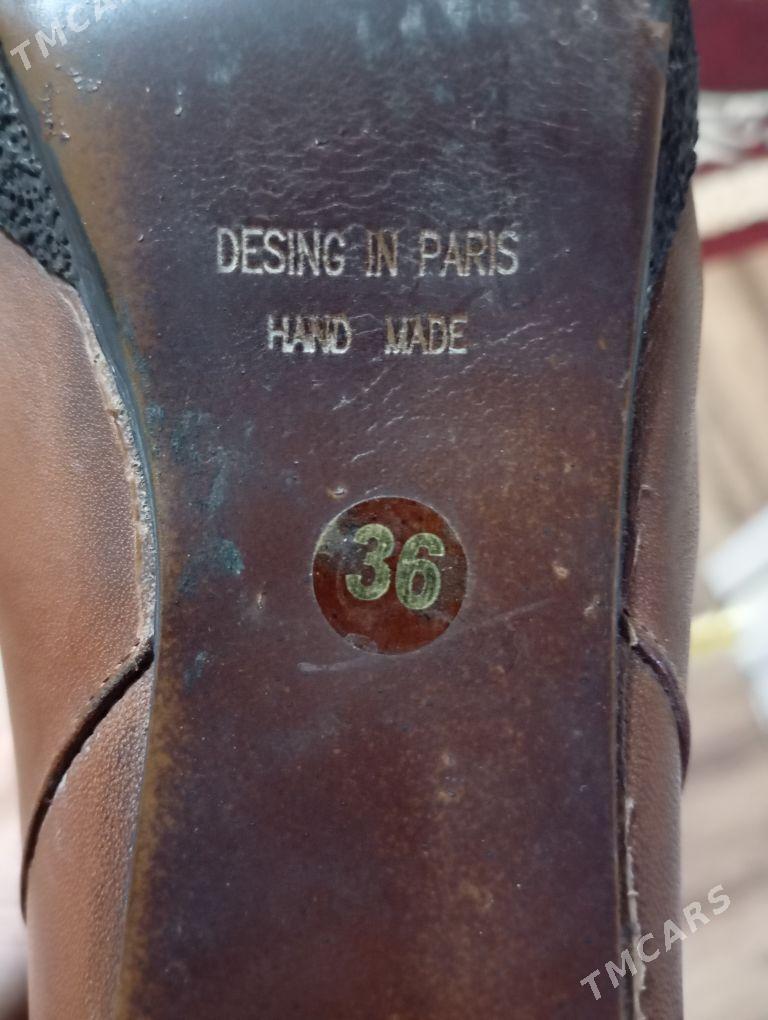 TMCARS
DESING IN PARIS
HAND MADE
36
TMCARS